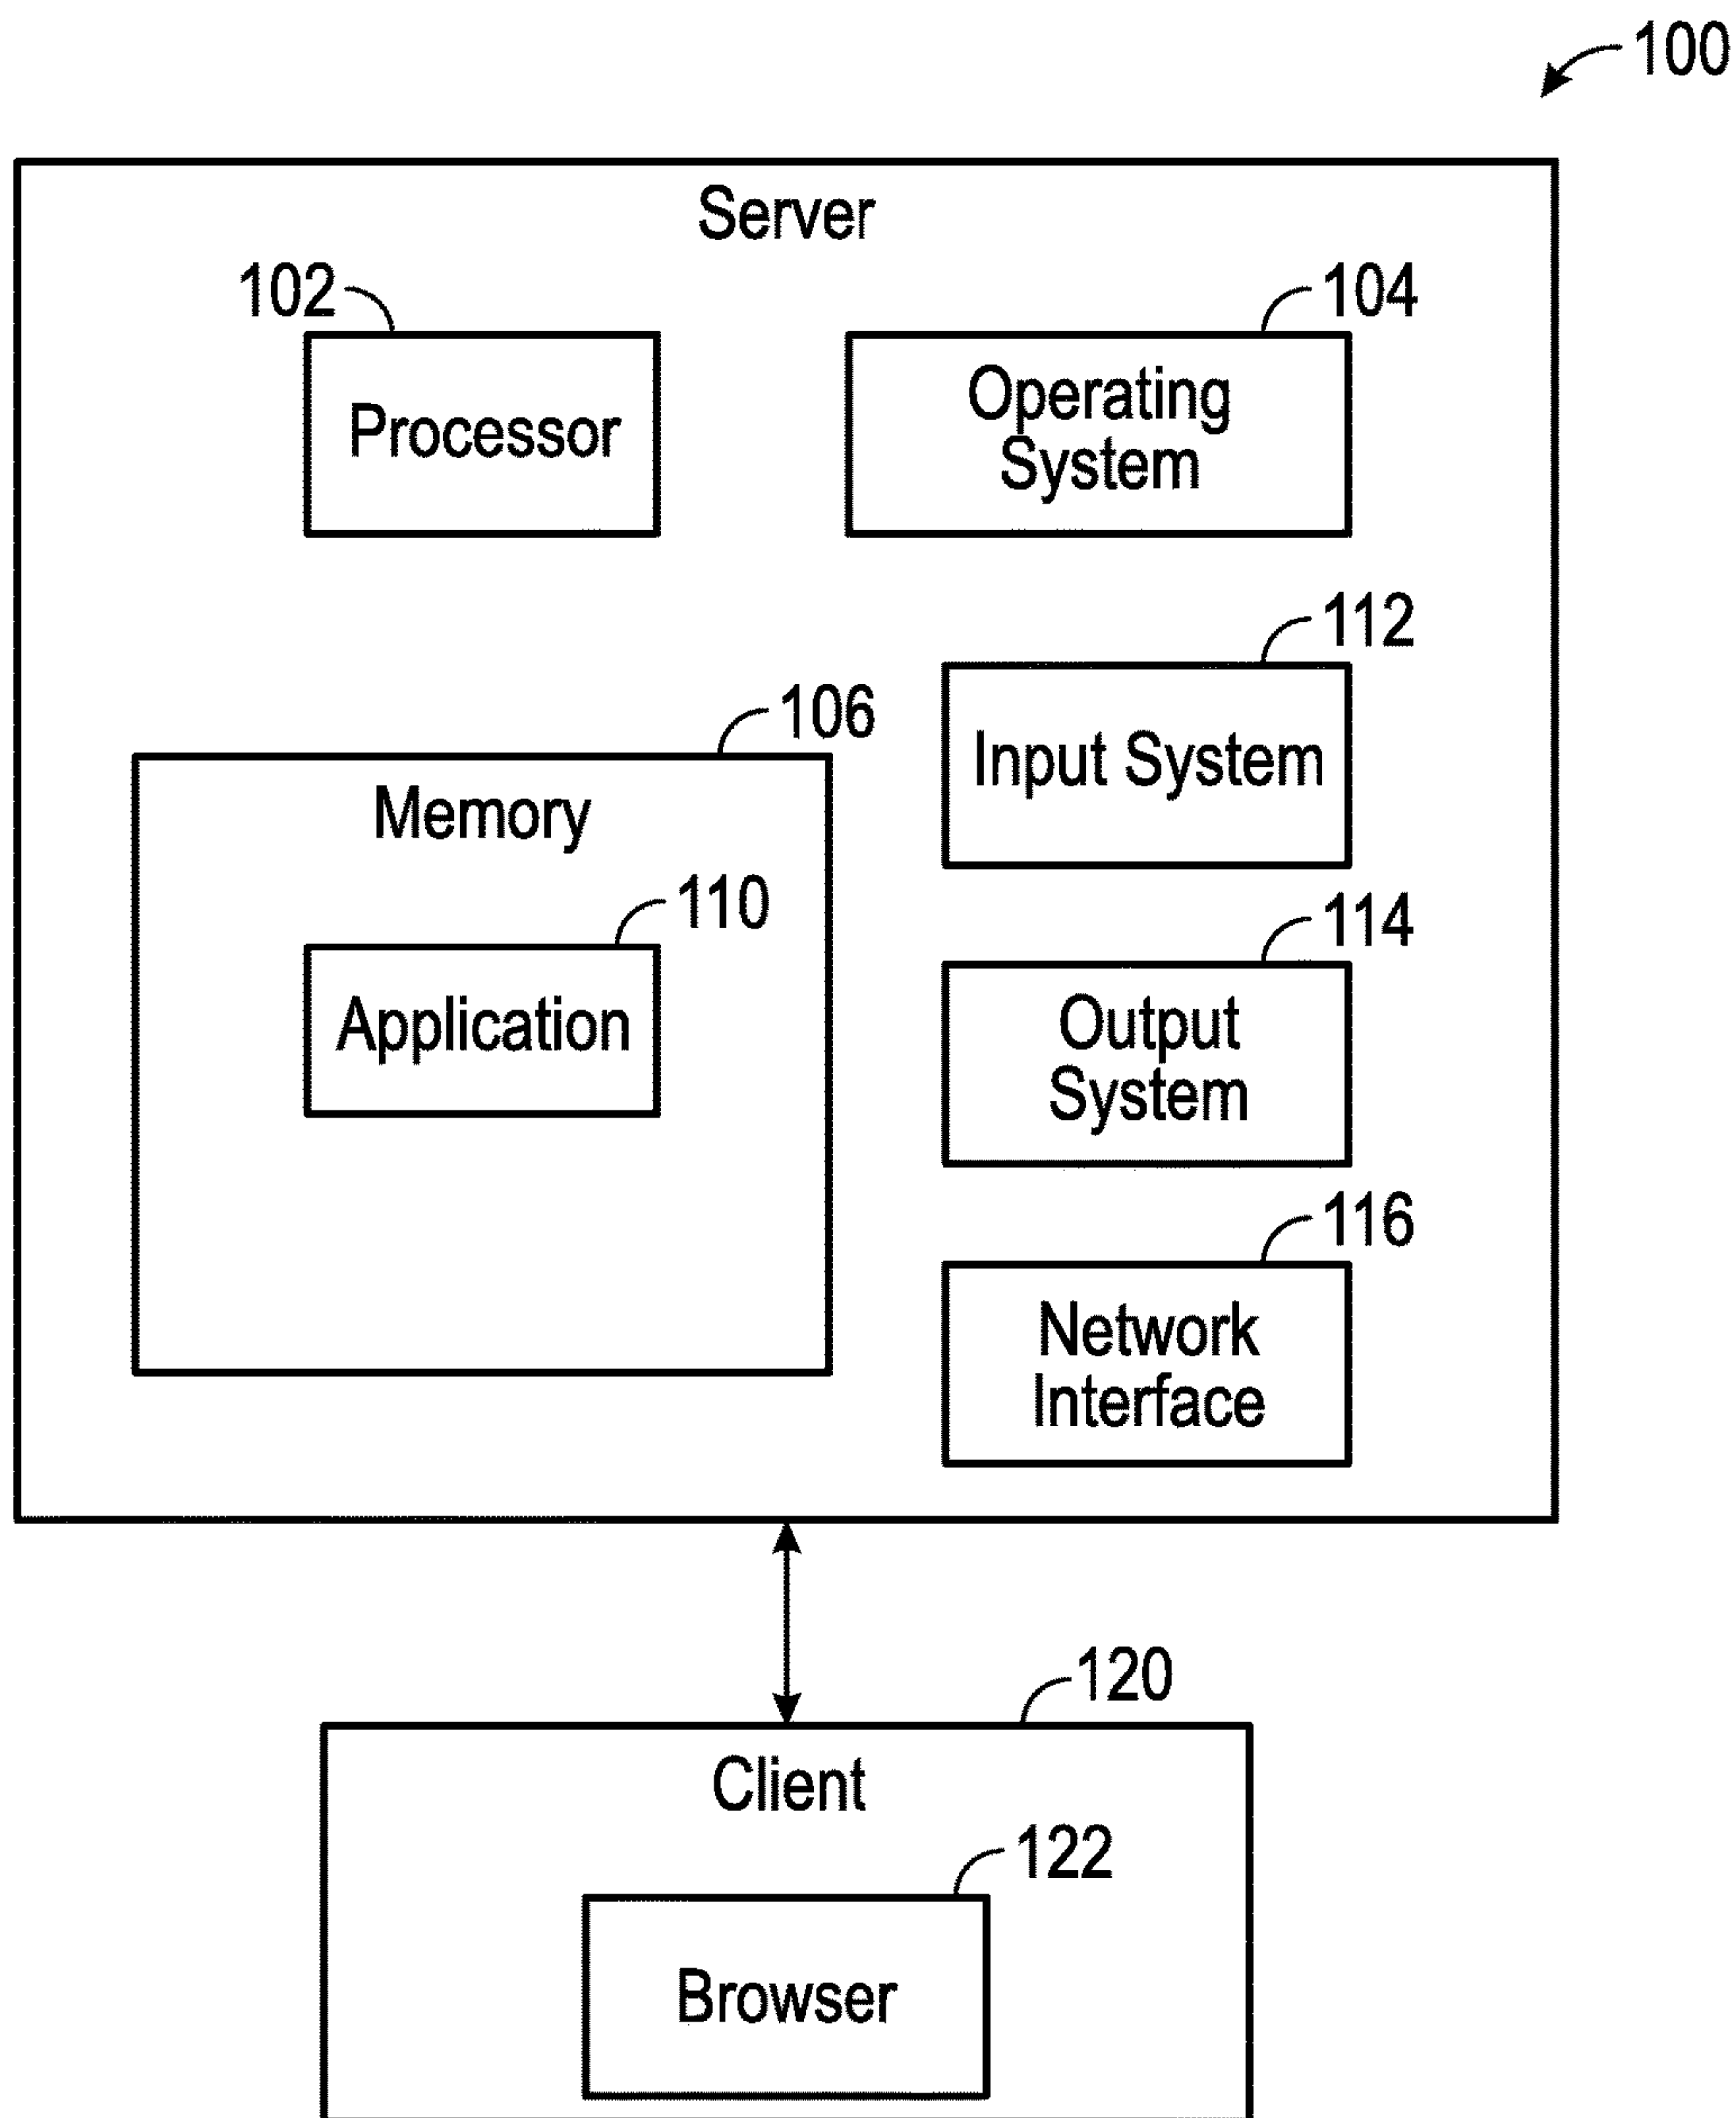 100
Server
102
104
Processor
Operating
System
112
Input System
106
Memory
110
Application
114
Output
System
116
Network
Interface
120
Client
122
Browser